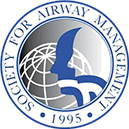 SOCIETY FOR AIRWAY MANAGEMENT
• 1995 •